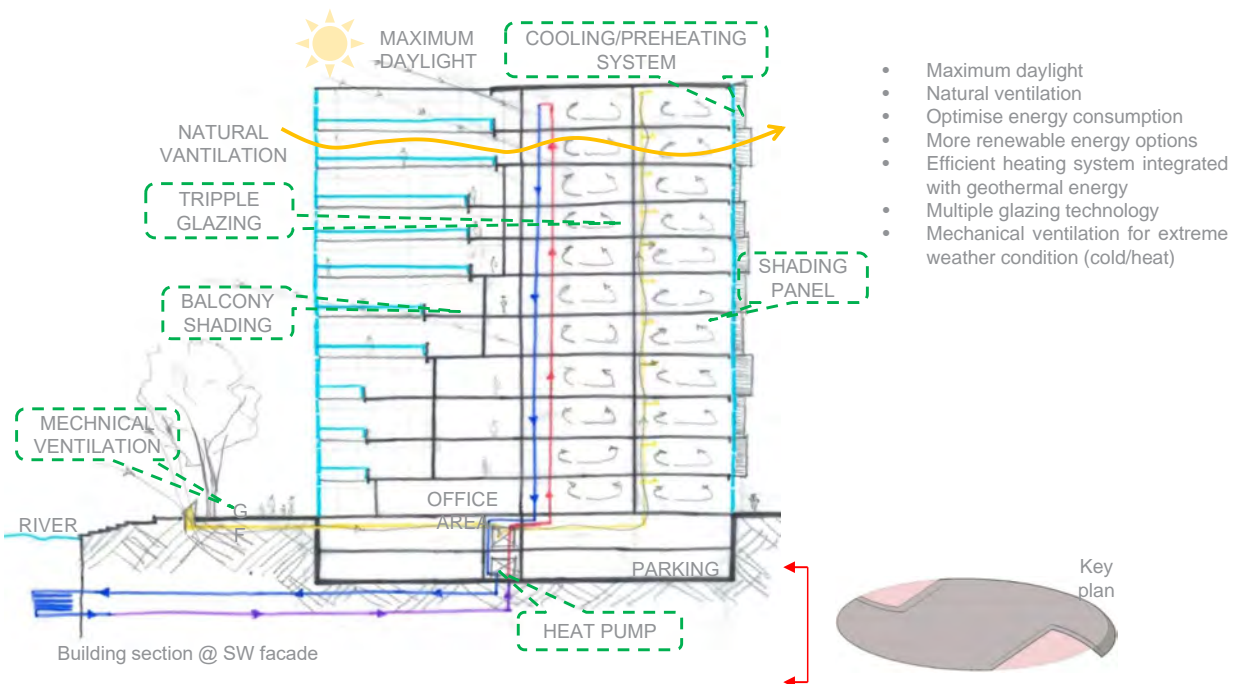 MAXIMUM
DAYLIGHT
COOLING/PREHEATING
SYSTEM
NATURAL
VANTILATION
TRIPPLE
GLAZING
BALCONY
SHADING
SHADING
PANEL
MECHNICAL
VENTILATION
RIVER
G
F
OFFICE
AREA
PARKING
HEAT PUMP
Building section @ SW facade
• Maximum daylight
• Natural ventilation
• Optimise energy consumption
• More renewable energy options
• Efficient heating system integrated
with geothermal energy
• Multiple glazing technology
• Mechanical ventilation for extreme
weather condition (cold/heat)
Key
plan